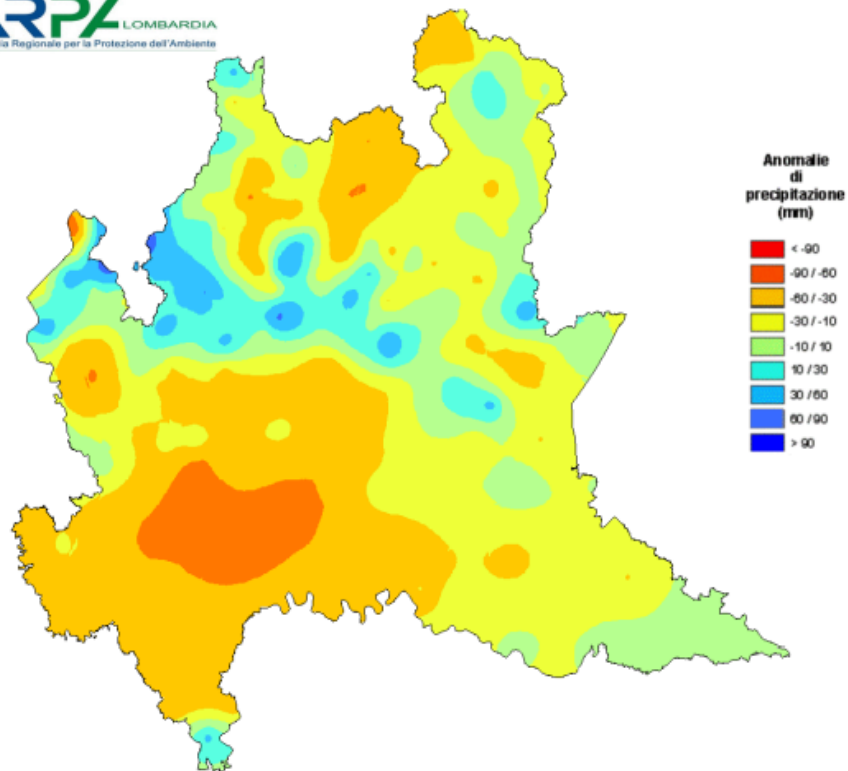 ARPA LOMBARDIA
ia Regionale per la Protezione dell'Ambiente
Anomalie
di
precipitazione
(mm)
< -90
-90 / -60
-60 / -30
-30 / -10
-10 / 10
10 / 30
30 / 60
60 / 90
> 90